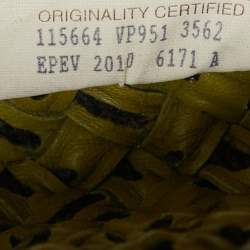 ORIGINALITY CERTIFIED
115664 VP951 3562
EPEV 2010 6171 A